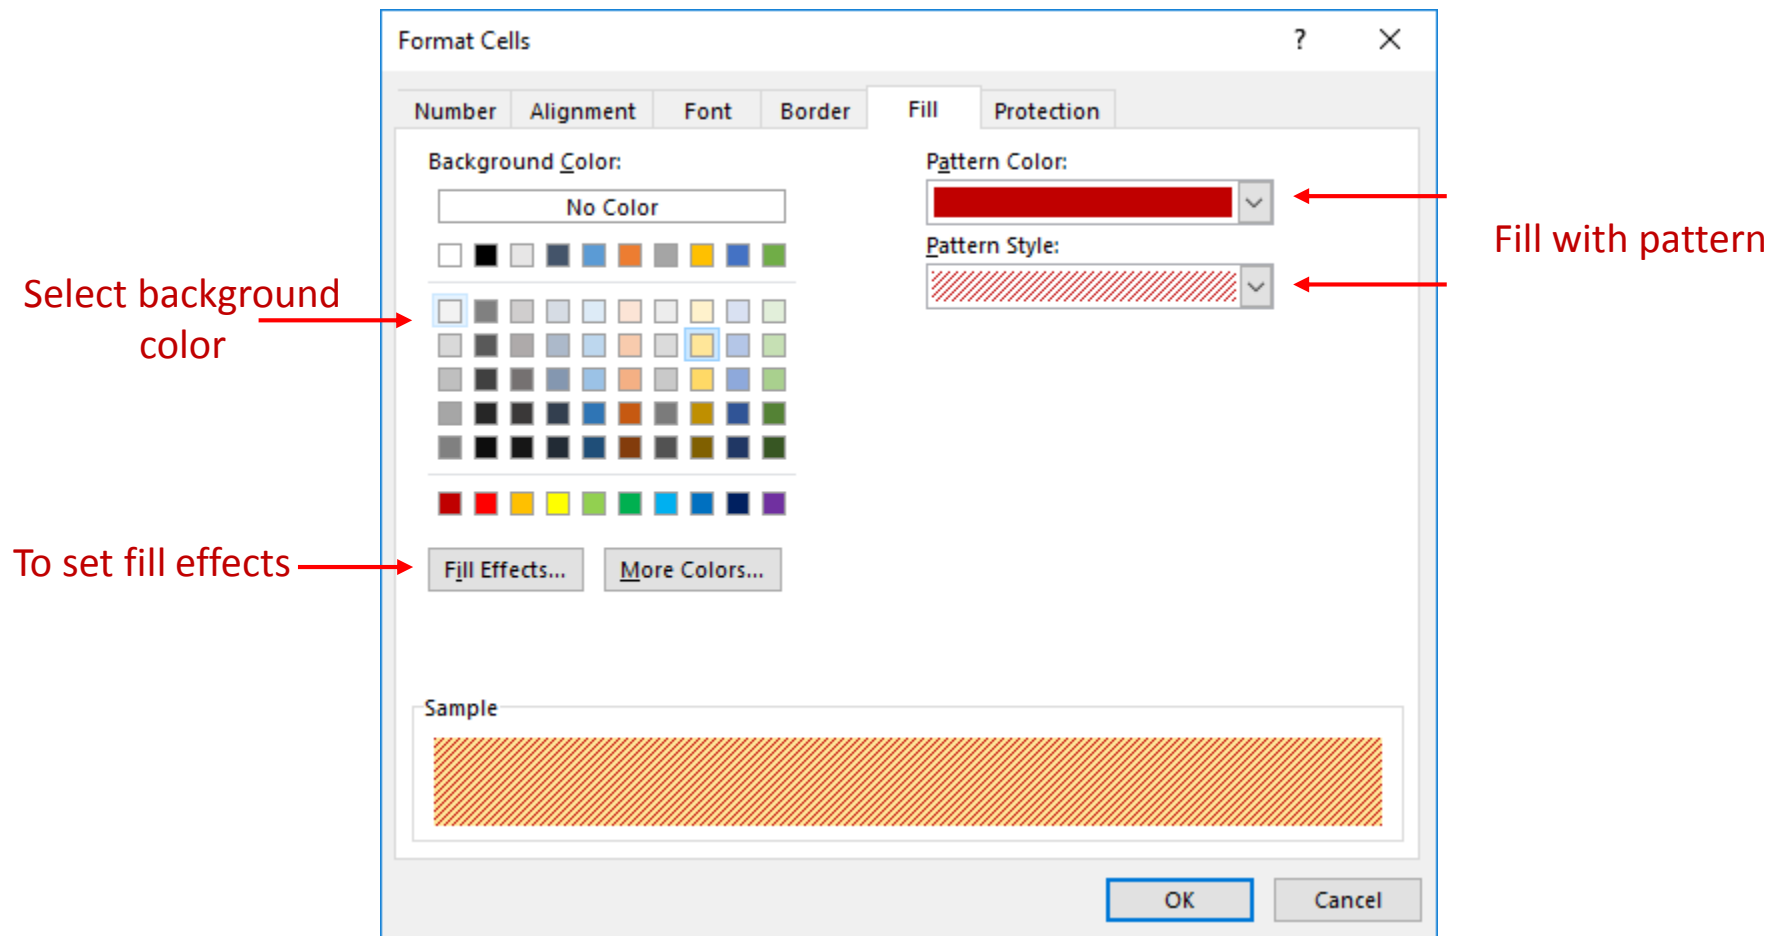 Format Cells
?
Number Alignment Font Border Fill Protection
Background Color:
No Color
Select background
color
To set fill effects
Fill Effects... More Colors...
Pattern Color:
Pattern Style:
Fill with pattern
Sample
OK Cancel